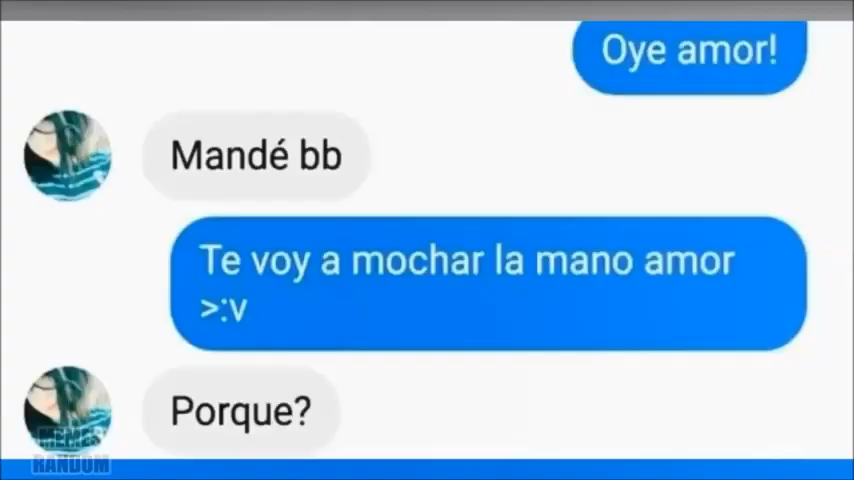 Oye amor!
Mandé bb
Te voy a mochar la mano amor
>:v
Porque?
MEMES
RANDOM